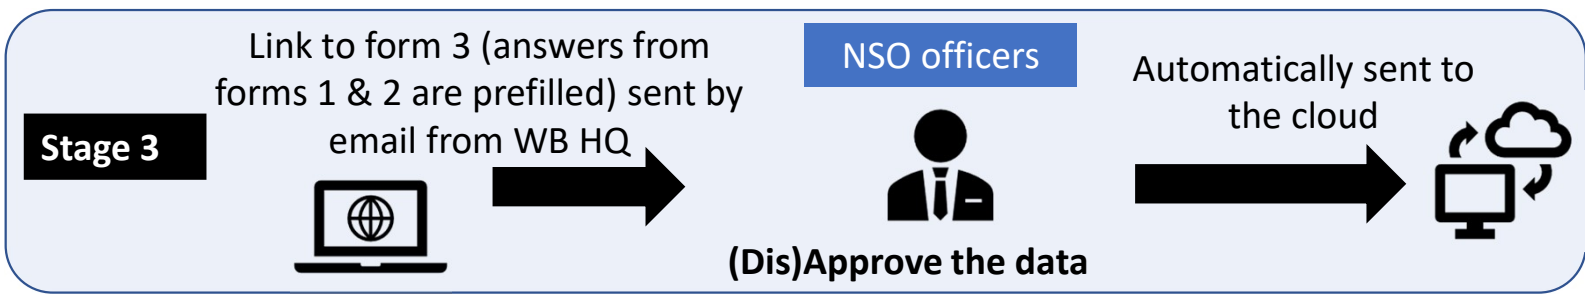 Stage 3
Link to form 3 (answers from
forms 1 & 2 are prefilled) sent by
email from WB HQ
NSO officers
(Dis)Approve the data
Automatically sent to
the cloud